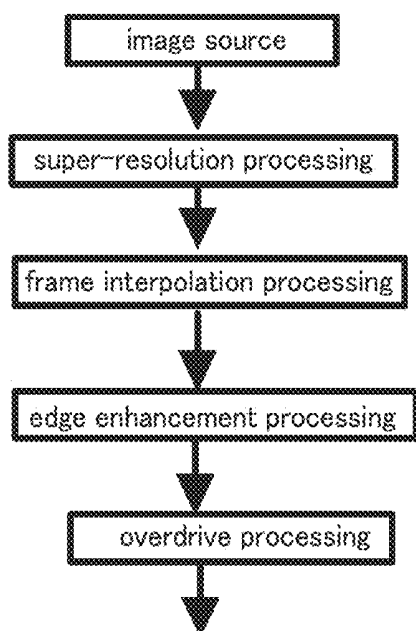 image source
super-resolution processing
frame interpolation processing
edge enhancement processing
overdrive processing